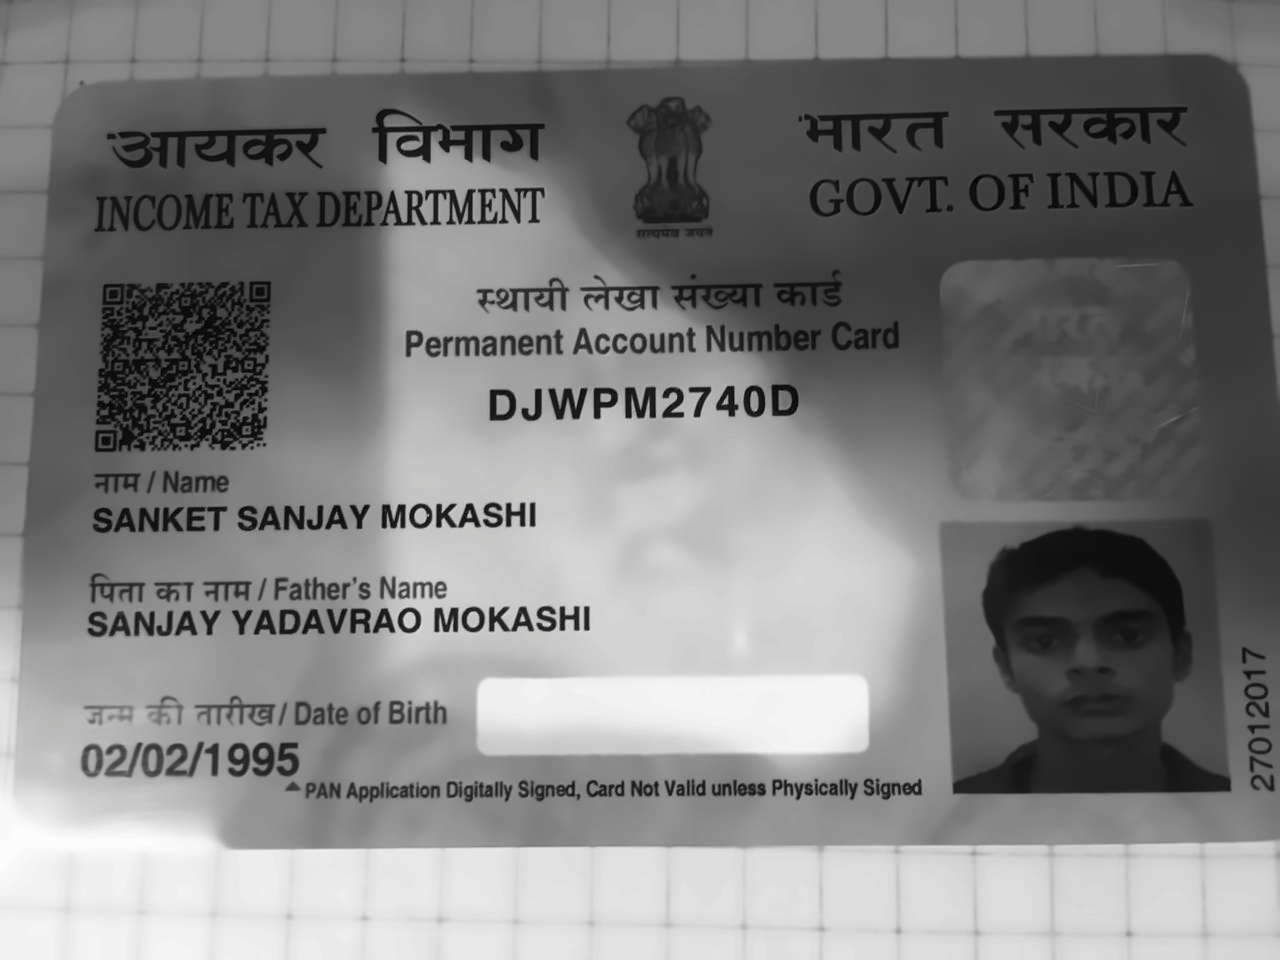 आयकर विभाग
INCOME TAX DEPARTMENT
सत्यमेव जयते
भारत सरकार
GOVT. OF INDIA
स्थायी लेखा संख्या कार्ड
Permanent Account Number Card
DJWPM2740D
नाम / Name
SANKET SANJAY MOKASHI
पिता का नाम / Father's Name
SANJAY YADAVRAO MOKASHI
जन्म की तारीख / Date of Birth
02/02/1995
PAN Application Digitally Signed, Card Not Valid unless Physically Signed
27012017